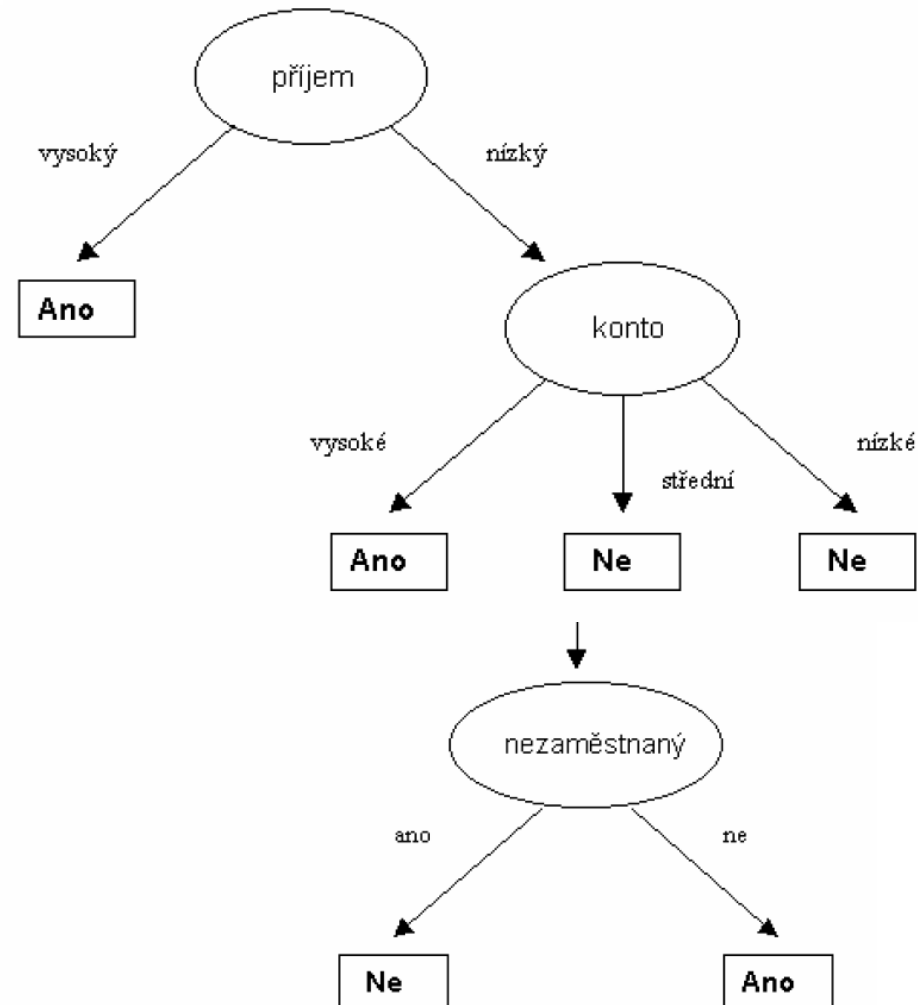 příjem
vysoký
nízký
Ano
konto
vysoké
střední
nízké
Ano
Ne
Ne
nezaměstnaný
ano
ne
Ne
Ano